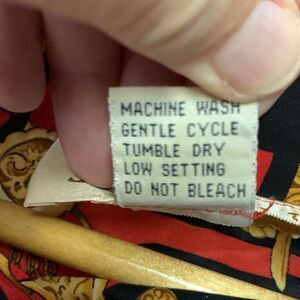 MACHINE WASH
GENTLE CYCLE
TUMBLE DRY
LOW SETTING
DO NOT BLEACH